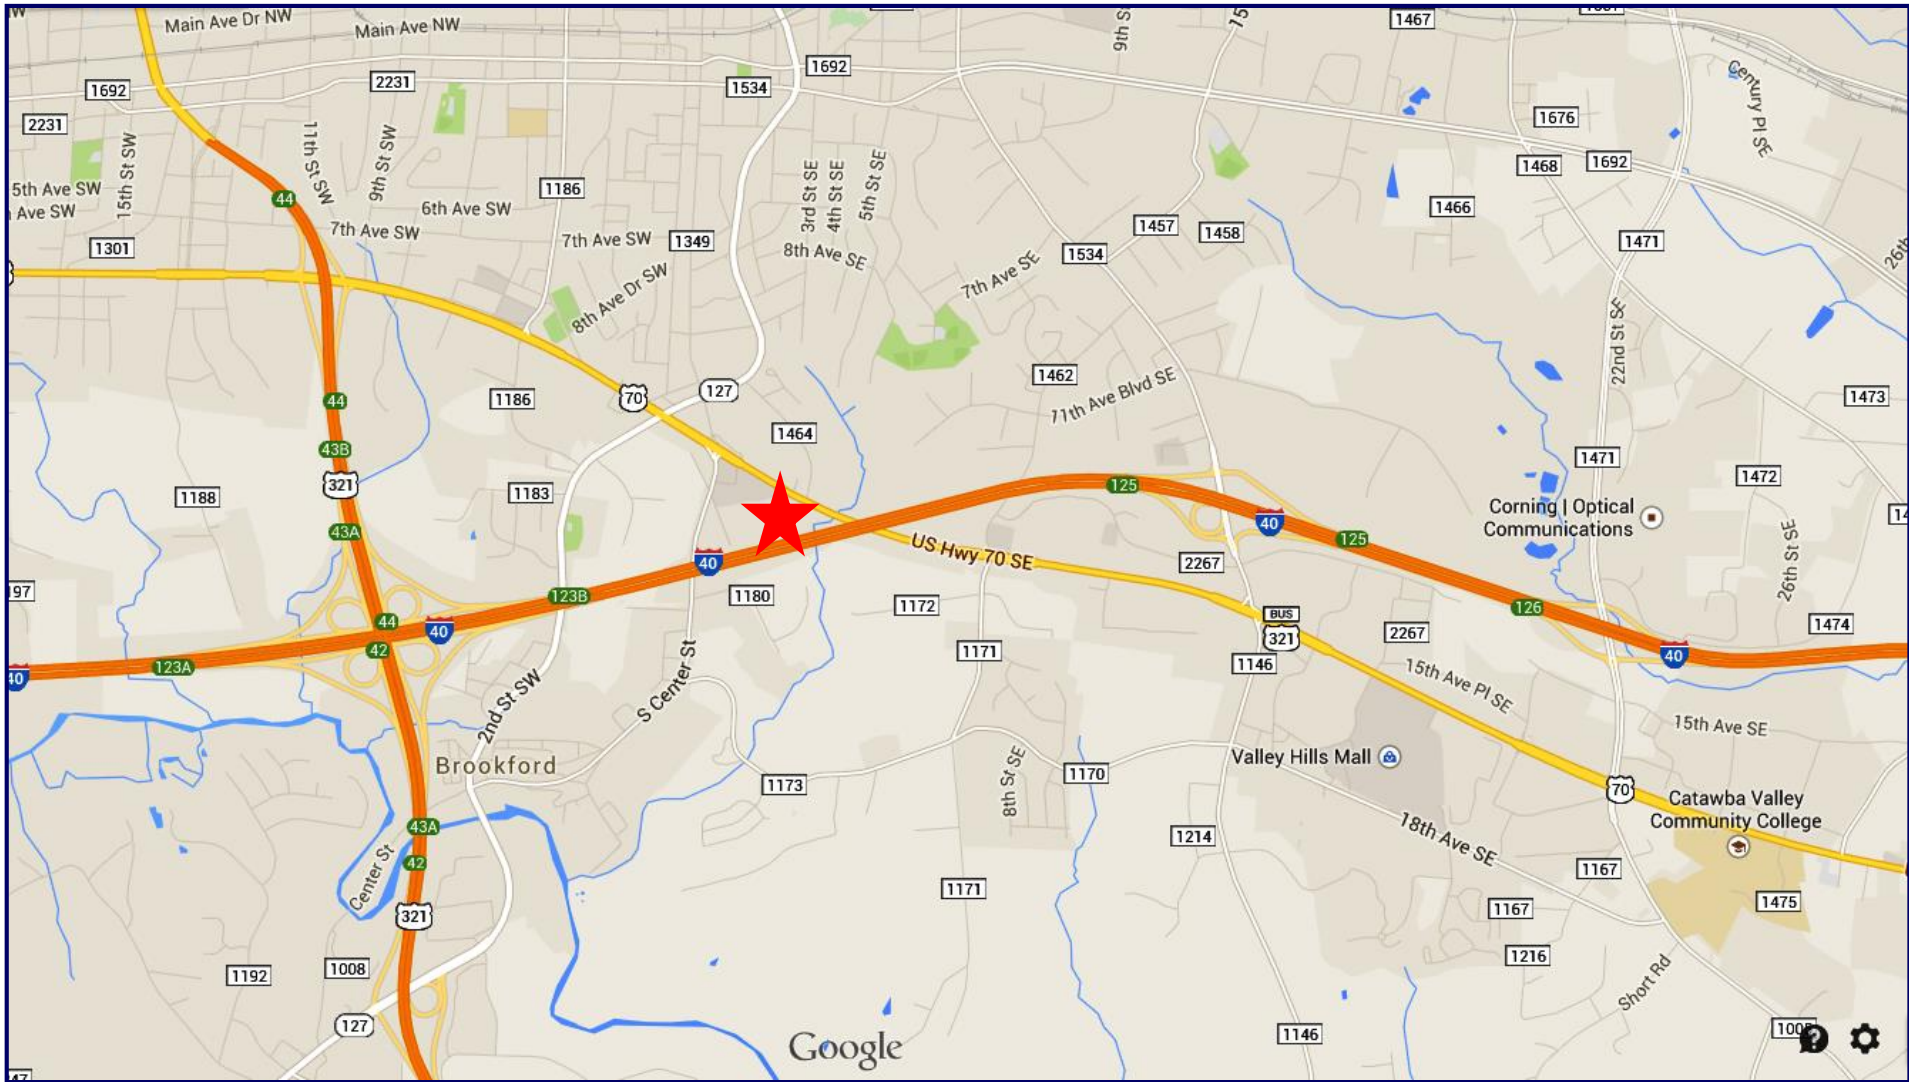 Main Ave Dr NW
Main Ave NW
1467
15
9th S
1692
1692
2231
1534
Century Pl SE
2231
1676
11th St SW
9th St SW
15th St SW
1468
1692
5th Ave SW
Ave SW
1186
3rd St SE
4th St SE
5th St SE
44
6th Ave SW
1466
7th Ave SW
7th Ave SW
1349
1457
1458
1471
1301
8th Ave SE
1534
26th
8th Ave Dr SW
7th Ave SE
22nd St SE
1462
70
127
11th Ave Blvd SE
1186
44
1473
1464
43B
1471
321
1472
125
1188
1183
Corning | Optical
Communications
14
40
43A
125
US Hwy 70 SE
26th St SE
40
2267
197
123B
1180
1172
126
BUS
321
44
40
2267
1474
42
1171
123A
40
1146
40
15th Ave Pl SE
S Center St
2nd St SW
15th Ave SE
Brookford
Valley Hills Mall
1170
1173
8th St SE
70
Catawba Valley
Community College
43A
1214
18th Ave SE
42
Center St
1167
1171
1475
321
1167
1216
1192
1008
Short Rd
127
Google
1146
100
47